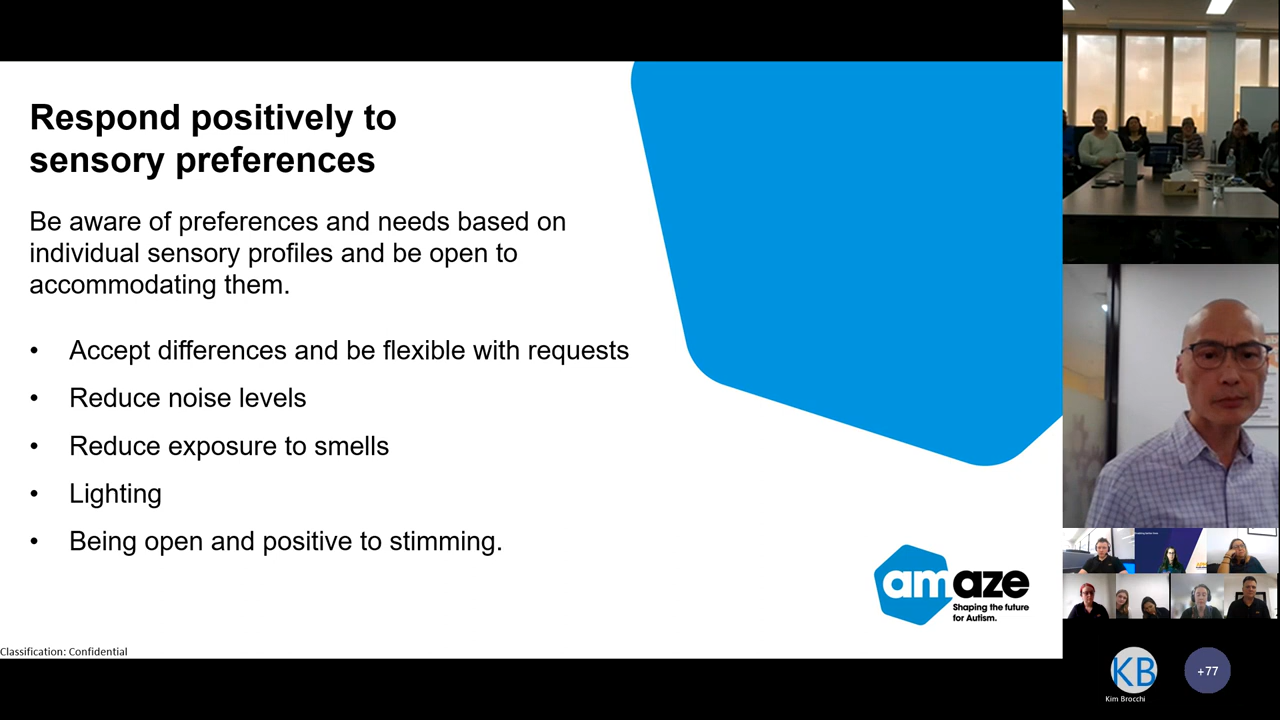 Respond positively to
sensory preferences
Be aware of preferences and needs based on
individual sensory profiles and be open to
accommodating them.
• Accept differences and be flexible with requests
• Reduce noise levels
• Reduce exposure to smells
• Lighting
• Being open and positive to stimming.
amaze
Shaping the future
for Autism.
Classification: Confidential
KB
Kim Brocchi
+77